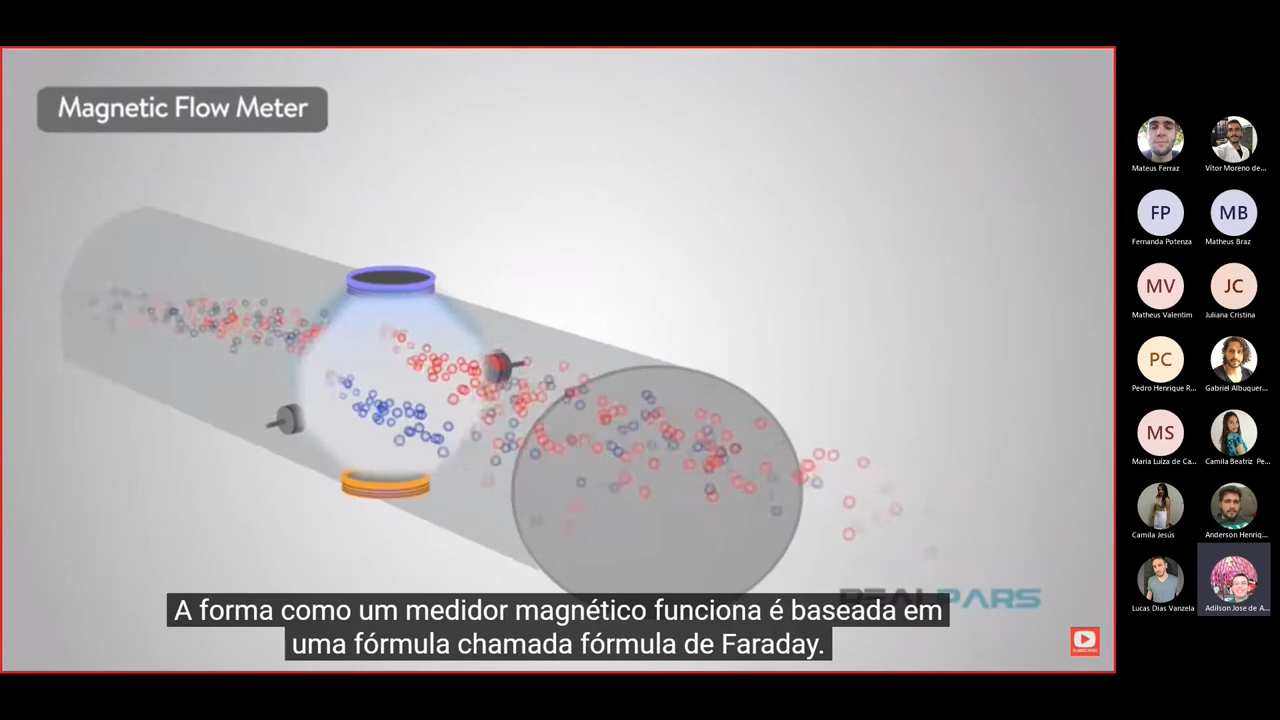 Magnetic Flow Meter
REALPARS
A forma como um medidor magnético funciona é baseada em
uma fórmula chamada fórmula de Faraday.
Mateus Ferraz
Vítor Moreno de...
FP
MB
Fernanda Potenza
Matheus Braz
MV
JC
Matheus Valentim
Juliana Cristina
PC
Pedro Henrique R...
Gabriel Albuquer...
MS
Maria Luiza de Ca...
Camila Beatriz Pe...
Camila Jesús
Anderson Henriq...
Lucas Dias Vanzela
Adilson Jose de A...